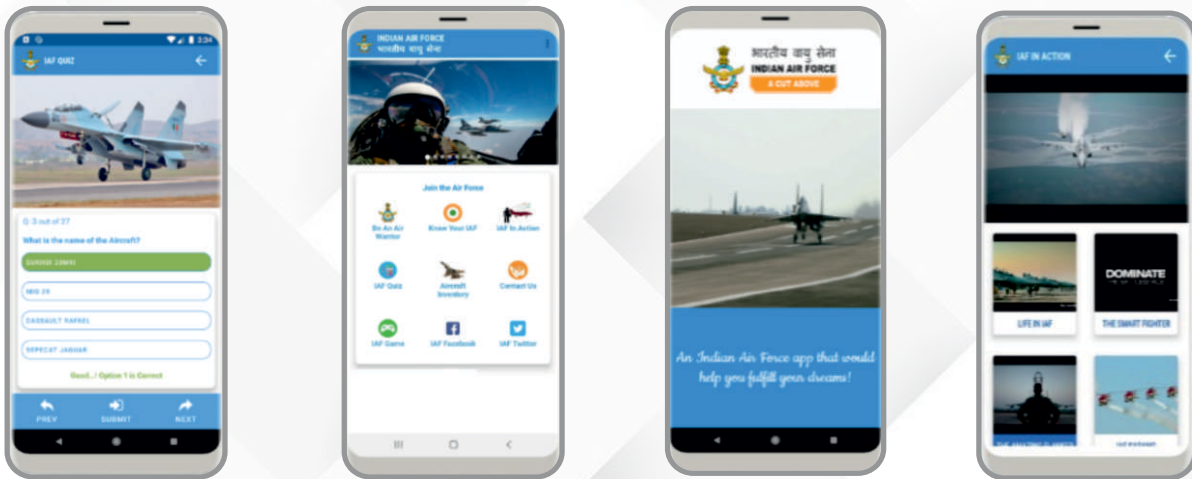 3:34
IAF QUIZ
Q: 3 out of 27
What is the name of the Aircraft?
MIG 29
DASSAULT RAFAEL
SEPECAT JAGUAR
Option 1 is Correct
PREV
SUBMIT
NEXT
INDIAN AIR FORCE
भारतीय वायु सेना
Join the Air Force
Be An Air
Warrior
Know Your IAF
IAF In Action
IAF Quiz
Aircraft
Inventory
Contact Us
IAF Game
IAF Facebook
IAF Twitter
भारतीय वायु सेना
INDIAN AIR FORCE
A CUT ABOVE
An Indian Air Force app that would
help you fulfill your dreams!
IAF IN ACTION
DOMINATE
LIFE IN IAF
THE SMART FIGHTER